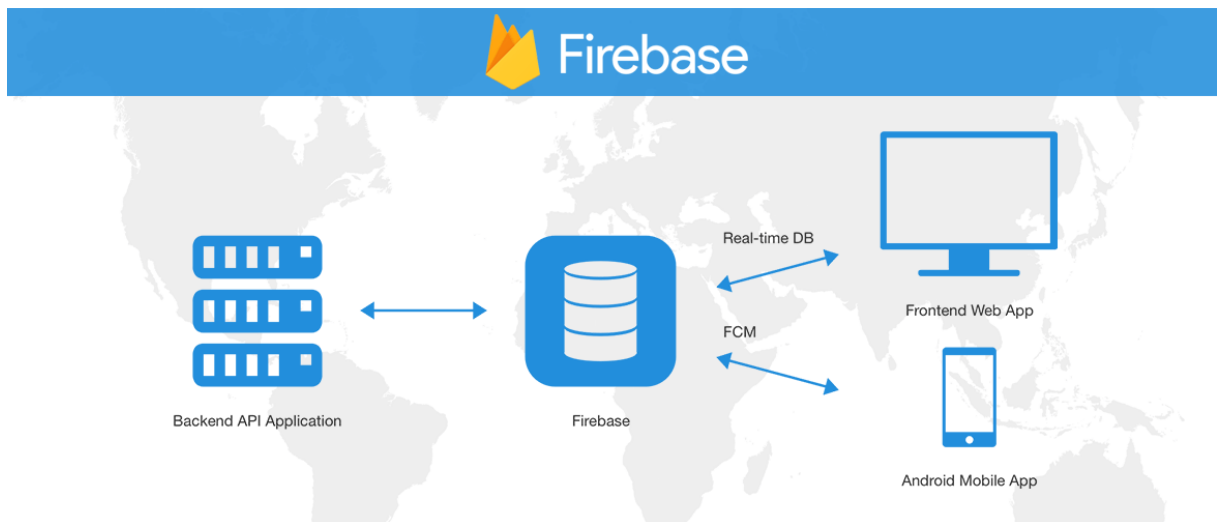 Firebase
Real-time DB
Frontend Web App
FCM
Backend API Application
Firebase
Android Mobile App